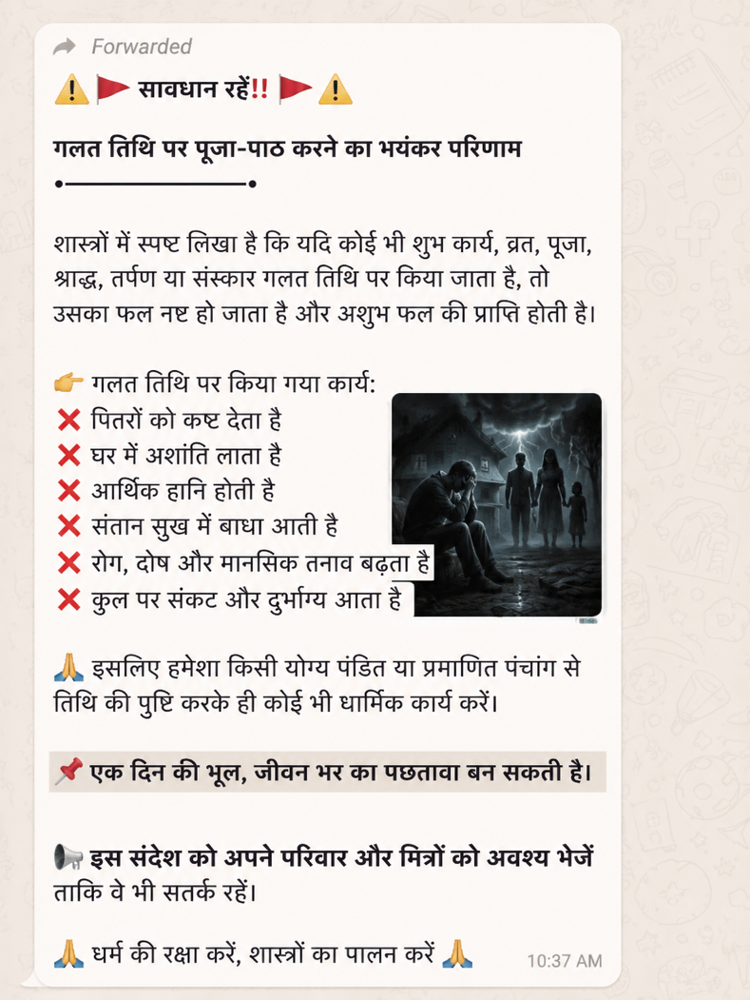 Forwarded
⚠️🚩 सावधान रहें‼️ 🚩⚠️
गलत तिथि पर पूजा-पाठ करने का भयंकर परिणाम
शास्त्रों में स्पष्ट लिखा है कि यदि कोई भी शुभ कार्य, व्रत, पूजा,
श्राद्ध, तर्पण या संस्कार गलत तिथि पर किया जाता है, तो
उसका फल नष्ट हो जाता है और अशुभ फल की प्राप्ति होती है।
👉 गलत तिथि पर किया गया कार्य:
❌ पितरों को कष्ट देता है
❌ घर में अशांति लाता है
❌ आर्थिक हानि होती है
❌ संतान सुख में बाधा आती है
❌ रोग, दोष और मानसिक तनाव बढ़ता है
❌ कुल पर संकट और दुर्भाग्य आता है
🙏 इसलिए हमेशा किसी योग्य पंडित या प्रमाणित पंचांग से
तिथि की पुष्टि करके ही कोई भी धार्मिक कार्य करें।
📌 एक दिन की भूल, जीवन भर का पछतावा बन सकती है।
📢 इस संदेश को अपने परिवार और मित्रों को अवश्य भेजें
ताकि वे भी सतर्क रहें।
🙏 धर्म की रक्षा करें, शास्त्रों का पालन करें 🙏
10:37 AM